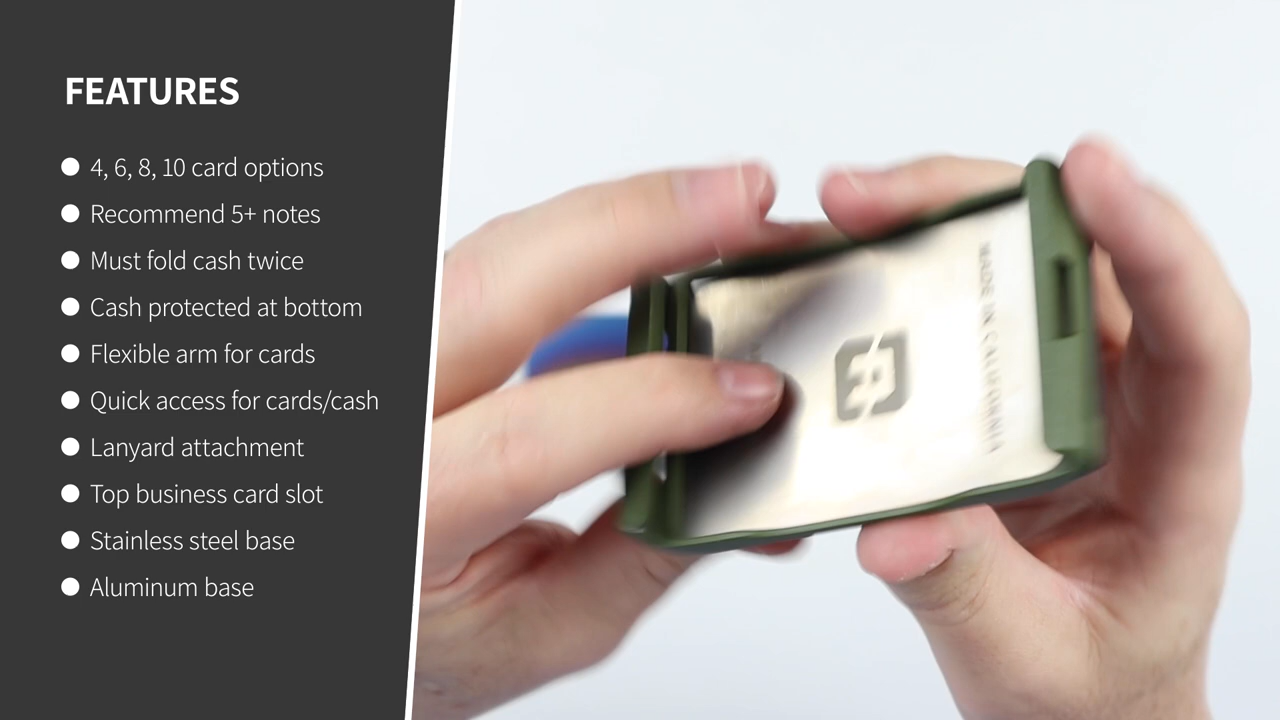 FEATURES
4, 6, 8, 10 card options
Recommend 5+ notes
Must fold cash twice
Cash protected at bottom
Flexible arm for cards
Quick access for cards/cash
Lanyard attachment
Top business card slot
Stainless steel base
Aluminum base
MADE IN CALIFORNIA